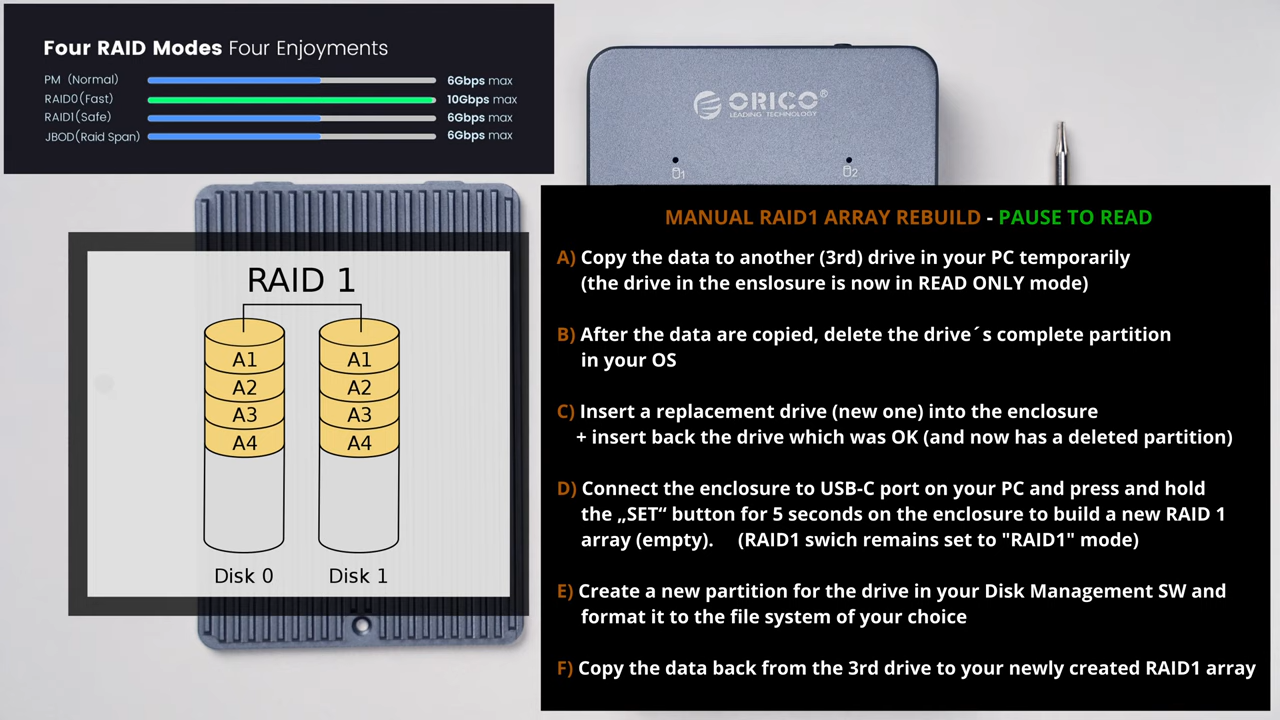 Four RAID Modes Four Enjoyments
PM (Normal) 6Gbps max
RAID0(Fast) 10Gbps max
RAID1(Safe) 6Gbps max
JBOD(Raid Span) 6Gbps max
ORICO®
LEADING TECHNOLOGY
1 2
RAID 1
A1 A1
A2 A2
A3 A3
A4 A4
Disk 0 Disk 1
MANUAL RAID1 ARRAY REBUILD - PAUSE TO READ
A) Copy the data to another (3rd) drive in your PC temporarily
(the drive in the enslosure is now in READ ONLY mode)
B) After the data are copied, delete the drive´s complete partition
in your OS
C) Insert a replacement drive (new one) into the enclosure
+ insert back the drive which was OK (and now has a deleted partition)
D) Connect the enclosure to USB-C port on your PC and press and hold
the „SET“ button for 5 seconds on the enclosure to build a new RAID 1
array (empty). (RAID1 swich remains set to "RAID1" mode)
E) Create a new partition for the drive in your Disk Management SW and
format it to the file system of your choice
F) Copy the data back from the 3rd drive to your newly created RAID1 array